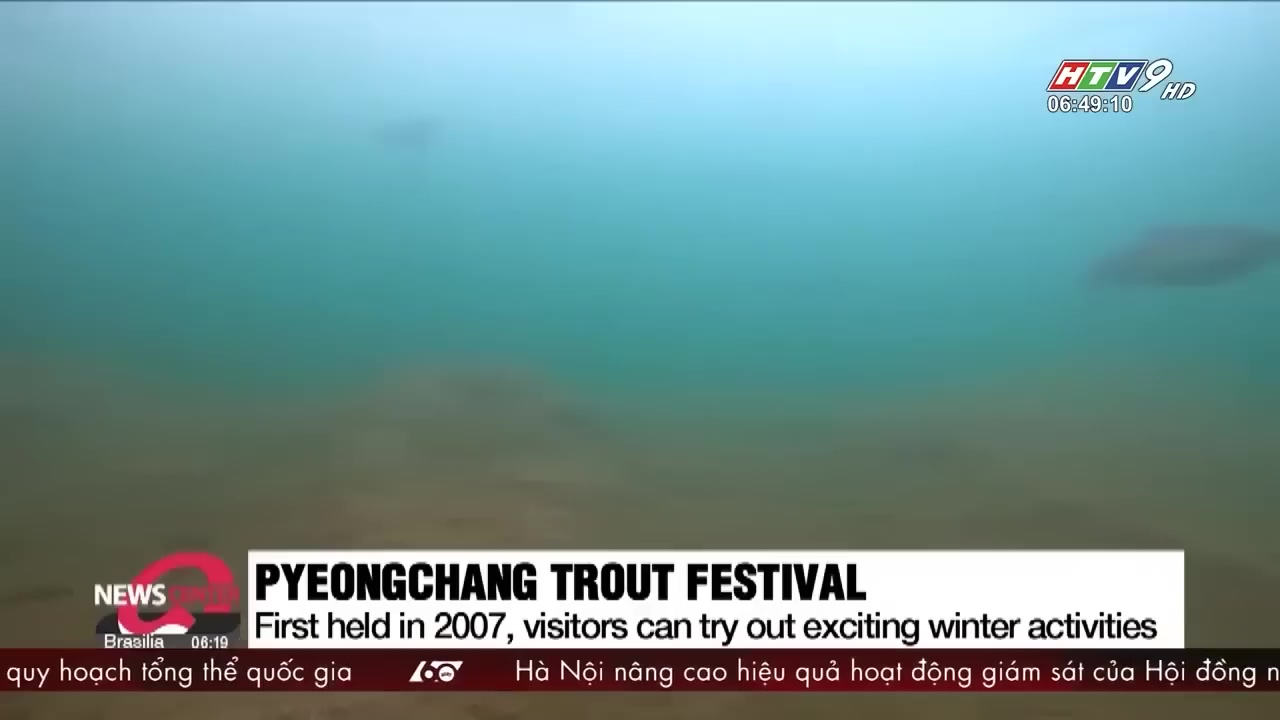 HTV9 HD
06:49:10
PYEONGCHANG TROUT FESTIVAL
First held in 2007, visitors can try out exciting winter activities
NEWS
Brasilia 06:19
quy hoạch tổng thể quốc gia
Hà Nội nâng cao hiệu quả hoạt động giám sát của Hội đồng n